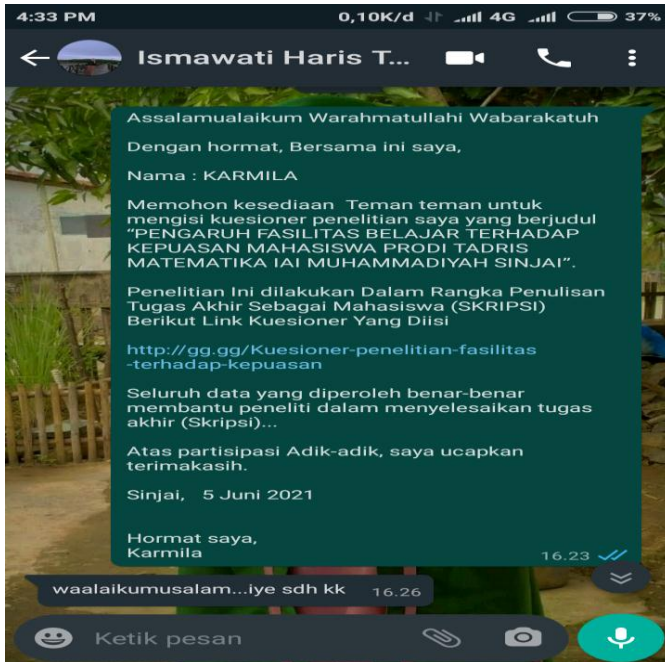 4:33 PM 0,10K/d 4G 37%
Ismawati Haris T...
Assalamualaikum Warahmatullahi Wabarakatuh
Dengan hormat, Bersama ini saya,
Nama : KARMILA
Memohon kesediaan Teman teman untuk
mengisi kuesioner penelitian saya yang berjudul
“PENGARUH FASILITAS BELAJAR TERHADAP
KEPUASAN MAHASISWA PRODI TADRIS
MATEMATIKA IAI MUHAMMADIYAH SINJAI”.
Penelitian Ini dilakukan Dalam Rangka Penulisan
Tugas Akhir Sebagai Mahasiswa (SKRIPSI)
Berikut Link Kuesioner Yang Diisi
http://gg.gg/Kuesioner-penelitian-fasilitas
-terhadap-kepuasan
Seluruh data yang diperoleh benar-benar
membantu peneliti dalam menyelesaikan tugas
akhir (Skripsi)...
Atas partisipasi Adik-adik, saya ucapkan
terimakasih.
Sinjai, 5 Juni 2021
Hormat saya,
Karmila
16.23
waalaikumusalam...iye sdh kk 16.26
Ketik pesan